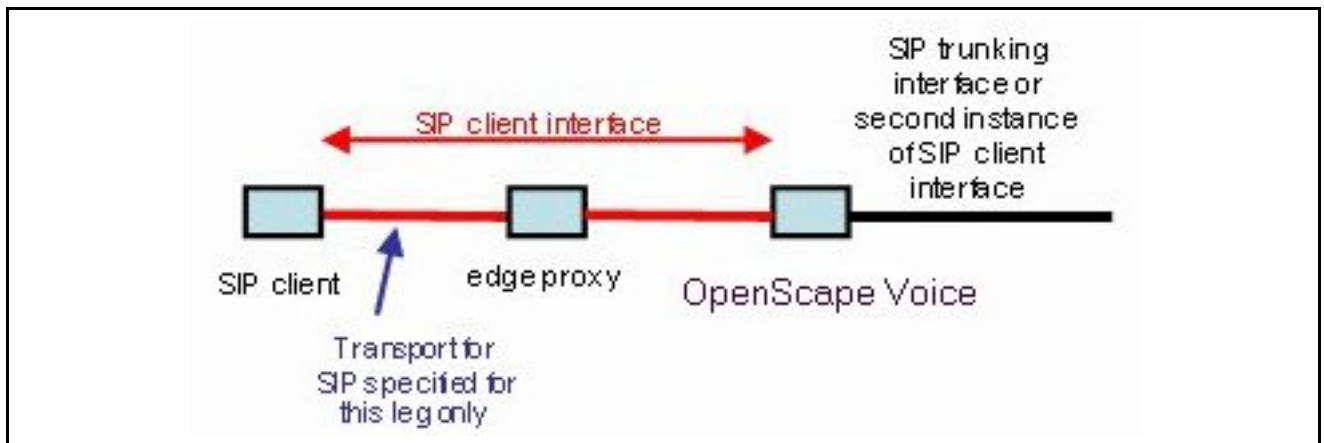 SIP trunking
interface or
second instance
of SIP client
interface
SIP client interface
SIP client
edge proxy
OpenScape Voice
Transport for
SIP specified for
this leg only